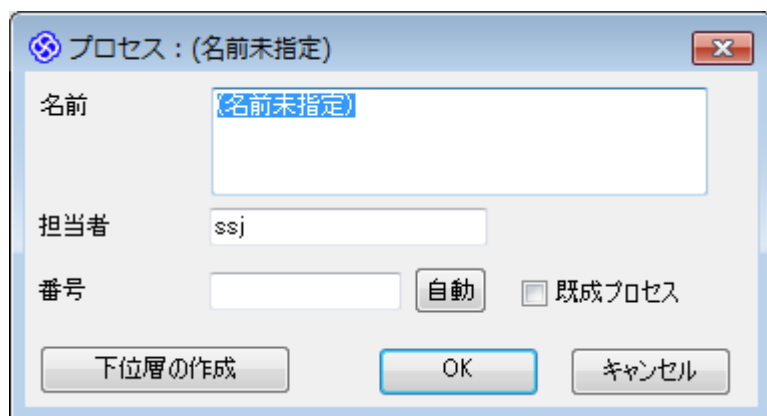 プロセス：(名前未指定)
名前
(名前未指定)
担当者
ssj
番号
自動
既成プロセス
下位層の作成
OK
キャンセル